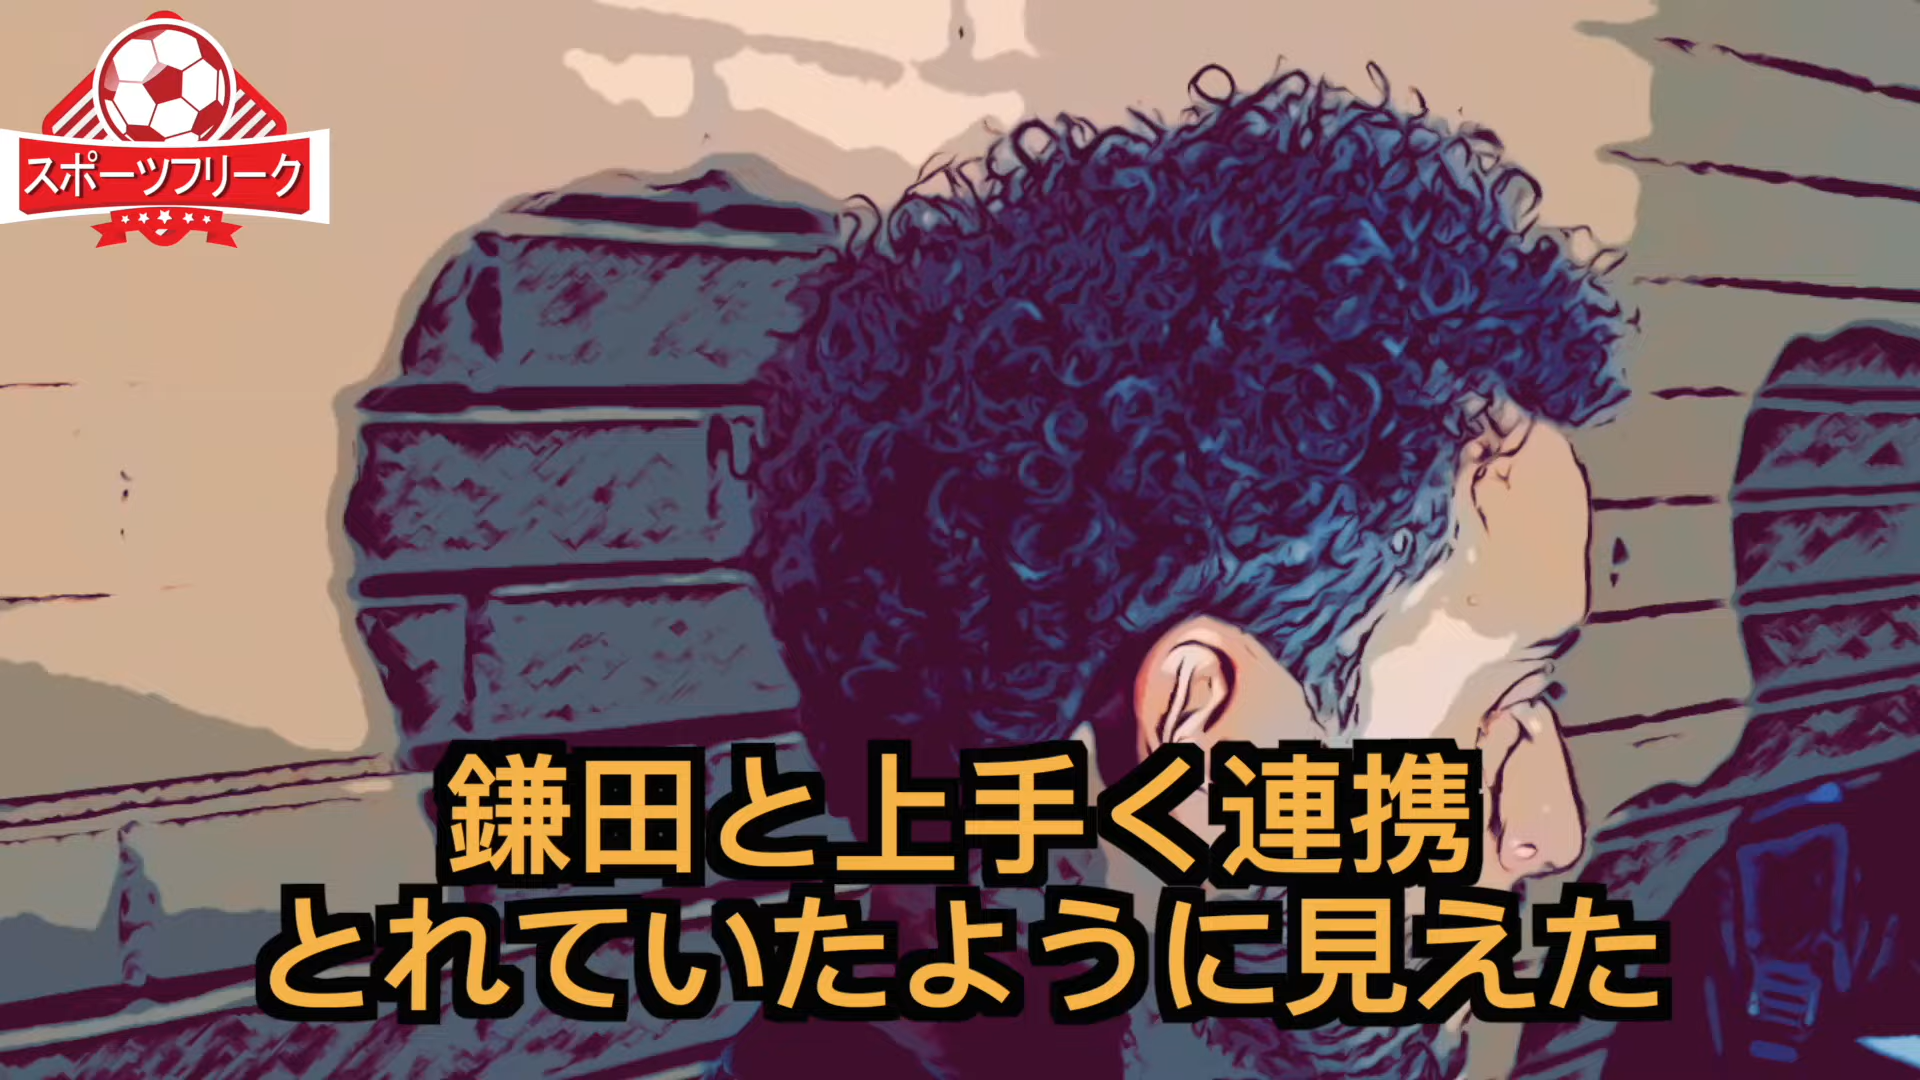 スポーツフリーク
鎌田と上手く連携
とれていたように見えた